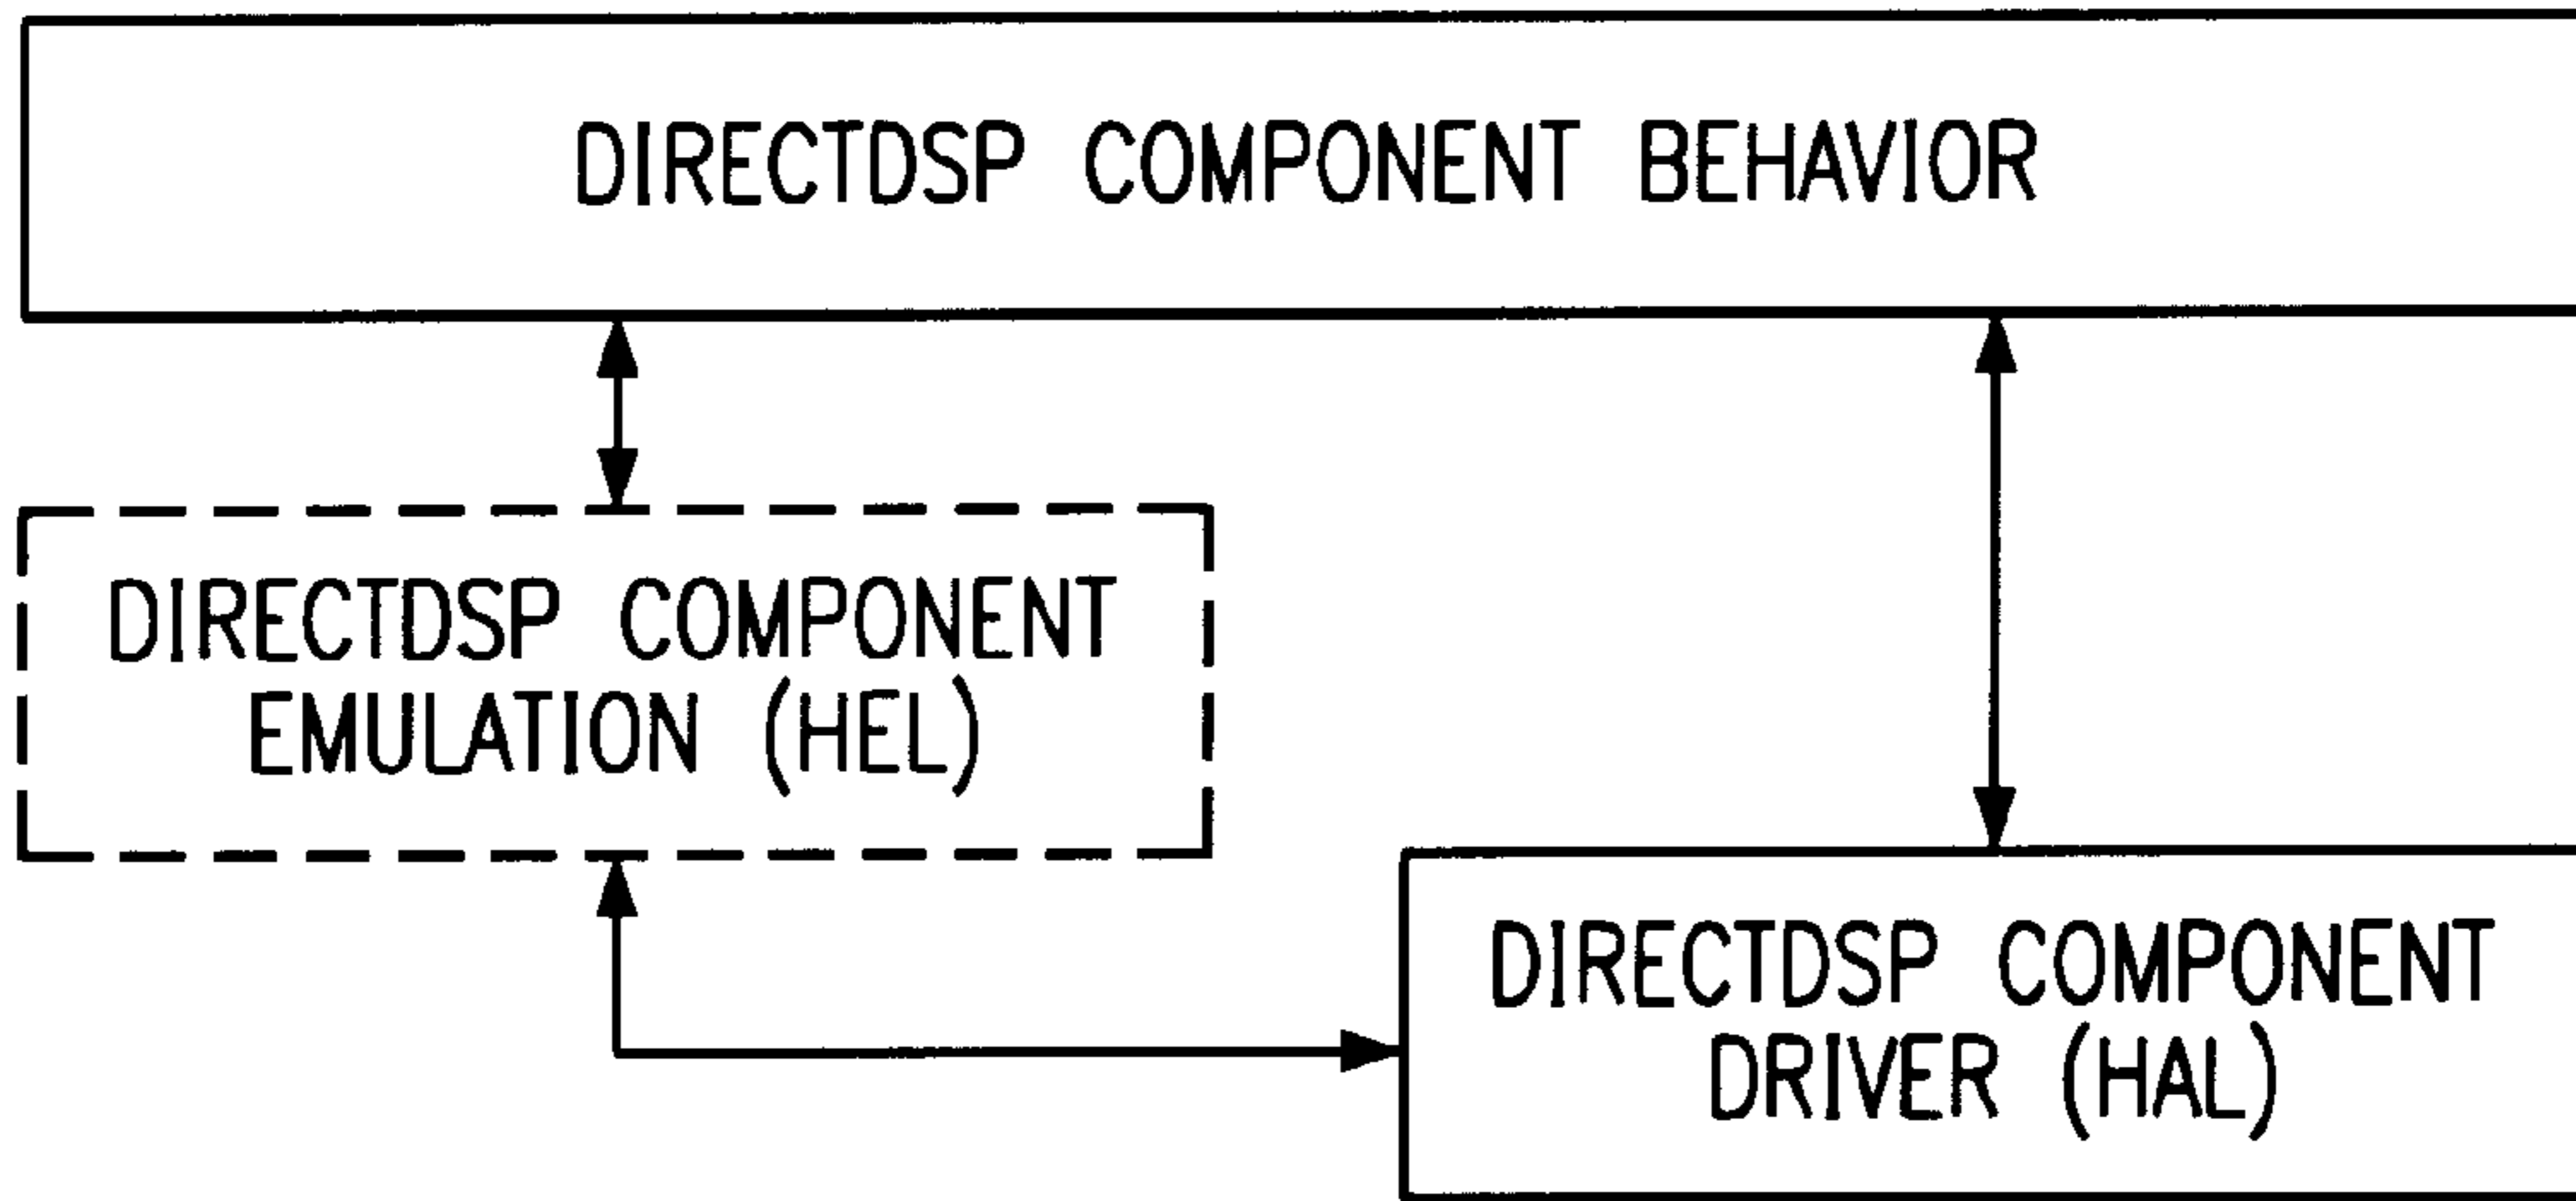 DIRECTDSP COMPONENT BEHAVIOR
DIRECTDSP COMPONENT
EMULATION (HEL)
DIRECTDSP COMPONENT
DRIVER (HAL)